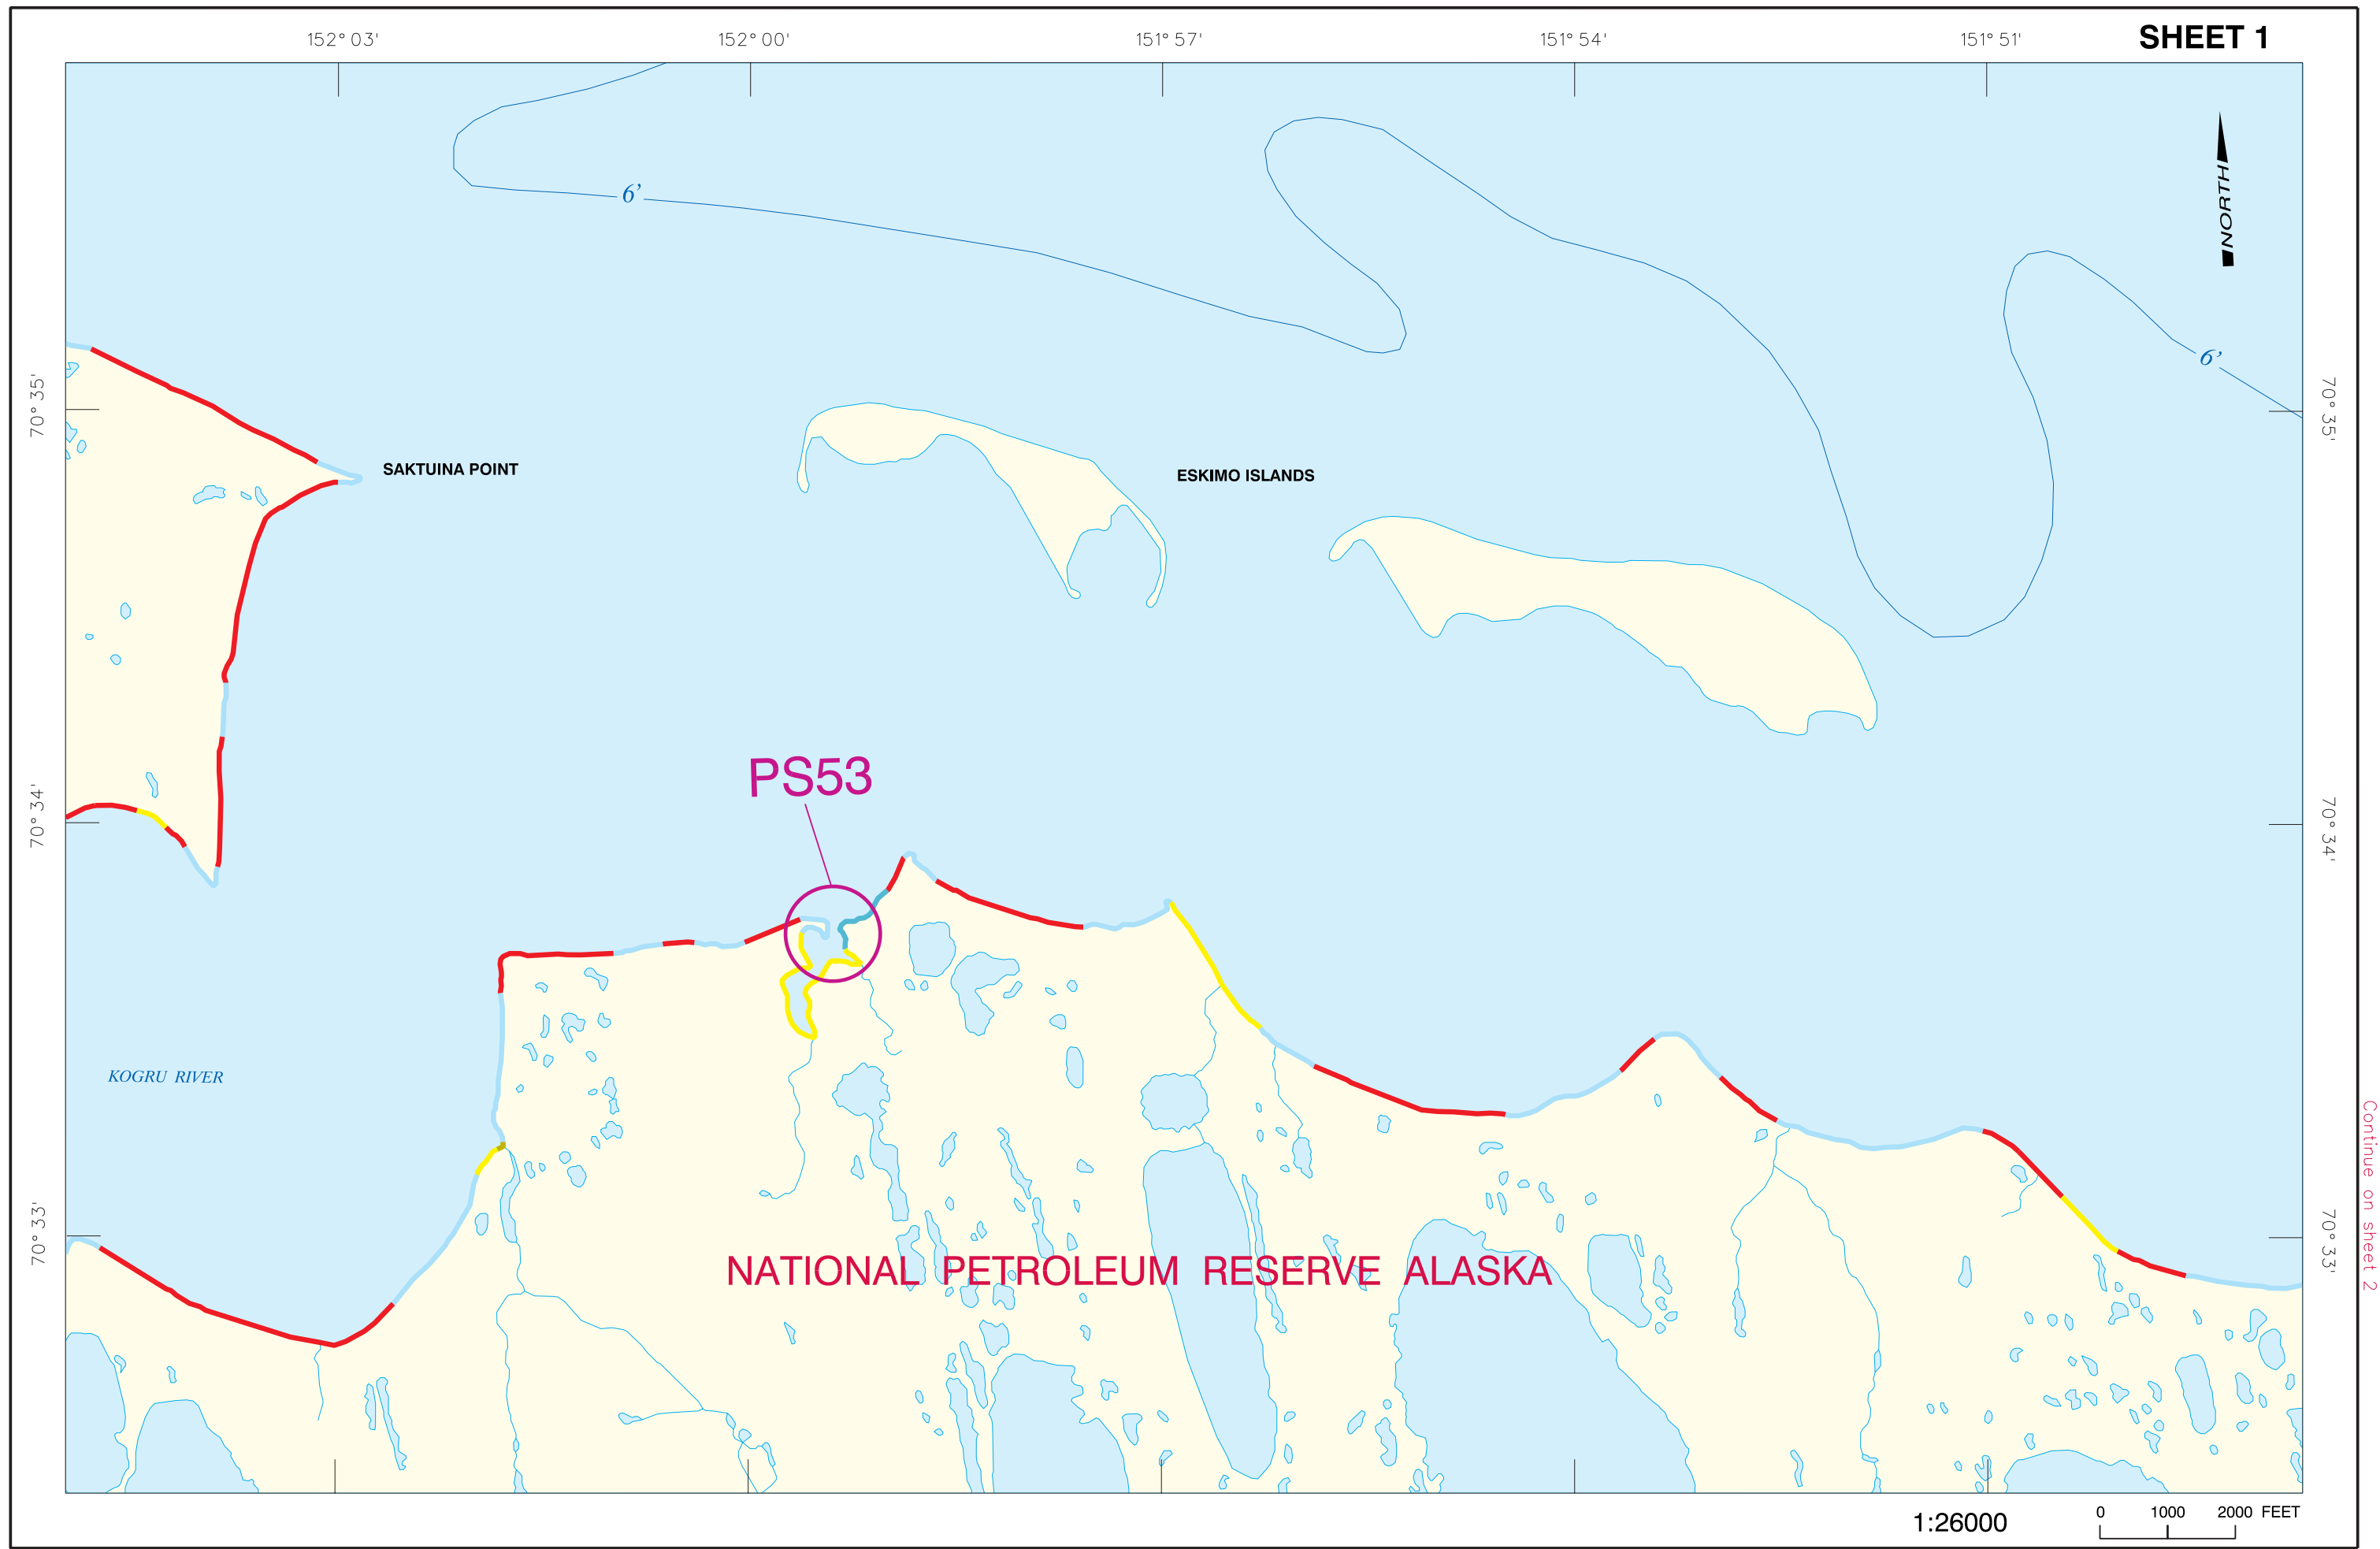 SHEET 1
152° 03'
152° 00'
151° 57'
151° 54'
151° 51'
NORTH
6'
6'
70° 35'
70° 35'
SAKTUINA POINT
ESKIMO ISLANDS
PS53
70° 34'
70° 34'
KOGRU RIVER
70° 33'
70° 33'
NATIONAL PETROLEUM RESERVE ALASKA
Continue on sheet 2
1:26000
0 1000 2000 FEET